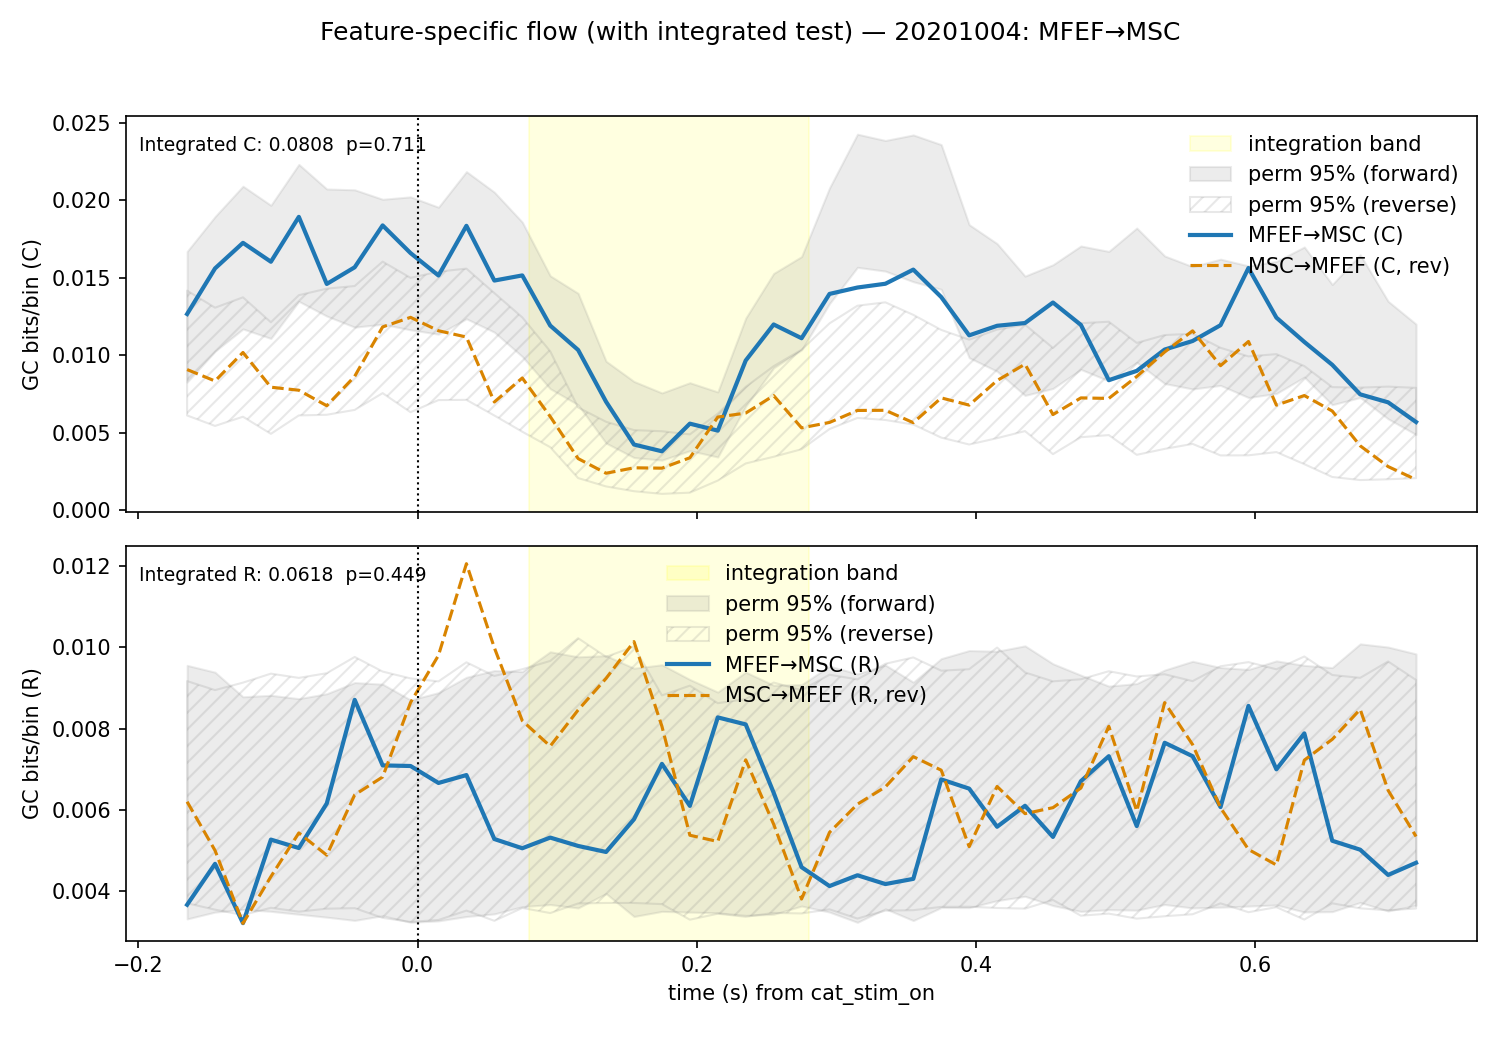 Feature-specific flow (with integrated test) — 20201004: MFEF→MSC
GC bits/bin (C)
0.025
0.020
0.015
0.010
0.005
0.000
Integrated C: 0.0808  p=0.711
integration band
perm 95% (forward)
perm 95% (reverse)
MFEF→MSC (C)
MSC→MFEF (C, rev)
GC bits/bin (R)
0.012
0.010
0.008
0.006
0.004
Integrated R: 0.0618  p=0.449
integration band
perm 95% (forward)
perm 95% (reverse)
MFEF→MSC (R)
MSC→MFEF (R, rev)
−0.2 0.0 0.2 0.4 0.6
time (s) from cat_stim_on